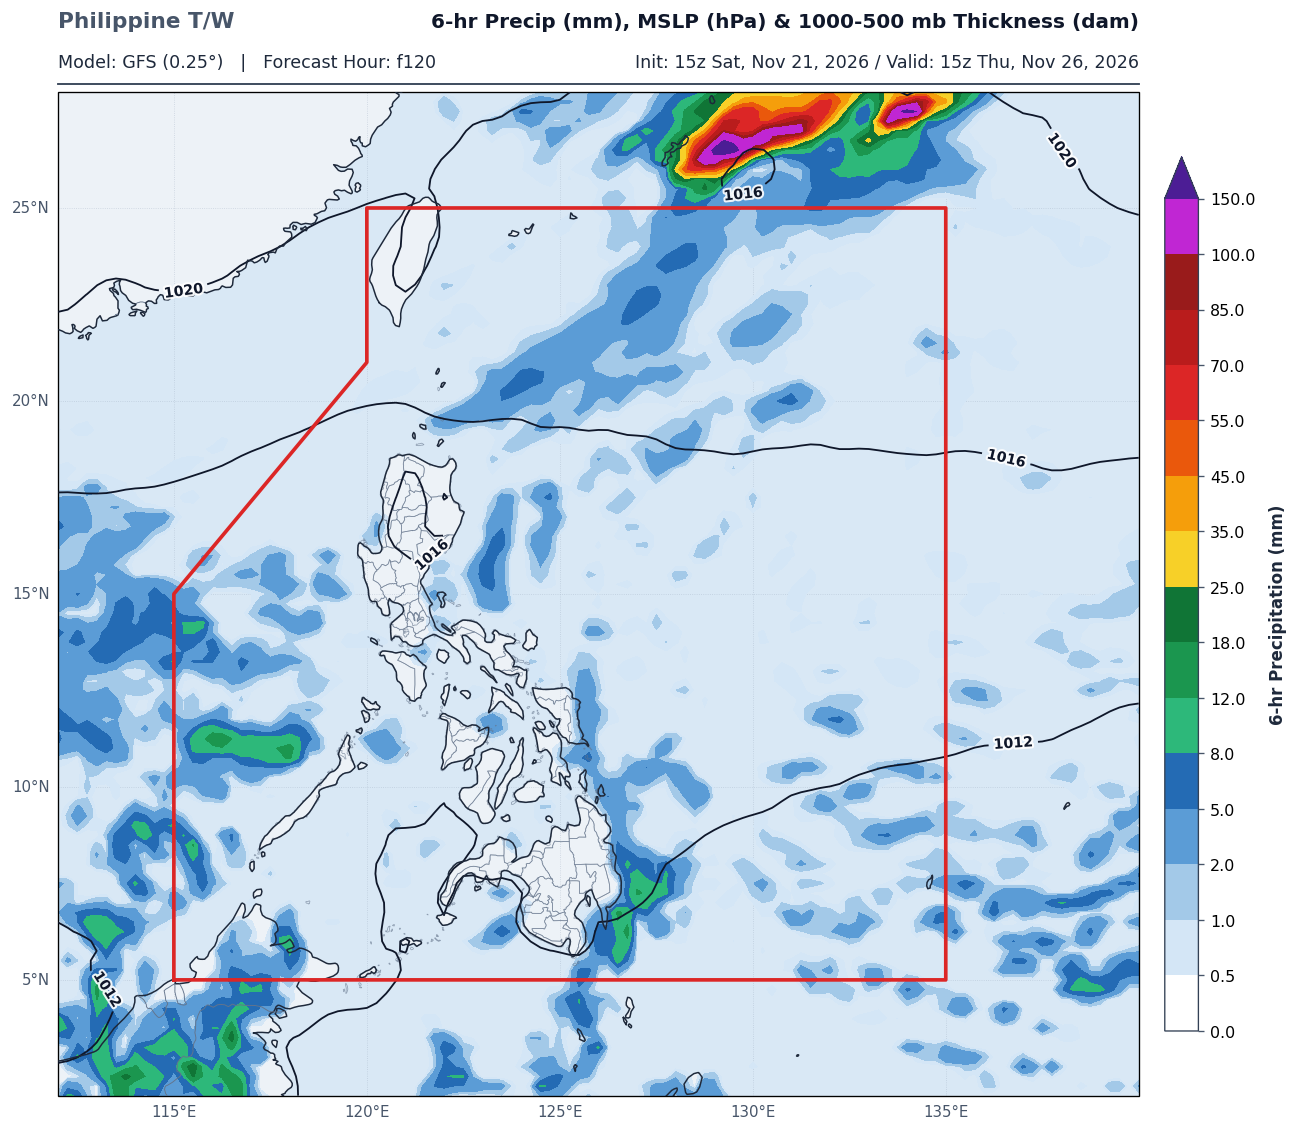 Philippine T/W
6-hr Precip (mm), MSLP (hPa) & 1000-500 mb Thickness (dam)
Model: GFS (0.25°) | Forecast Hour: f120
Init: 15z Sat, Nov 21, 2026 / Valid: 15z Thu, Nov 26, 2026
1020
1016
25°N
1020
20°N
1016
1016
15°N
1012
10°N
1012
5°N
115°E
120°E
125°E
130°E
135°E
150.0
100.0
85.0
70.0
55.0
45.0
35.0
25.0
18.0
12.0
8.0
5.0
2.0
1.0
0.5
0.0
6-hr Precipitation (mm)